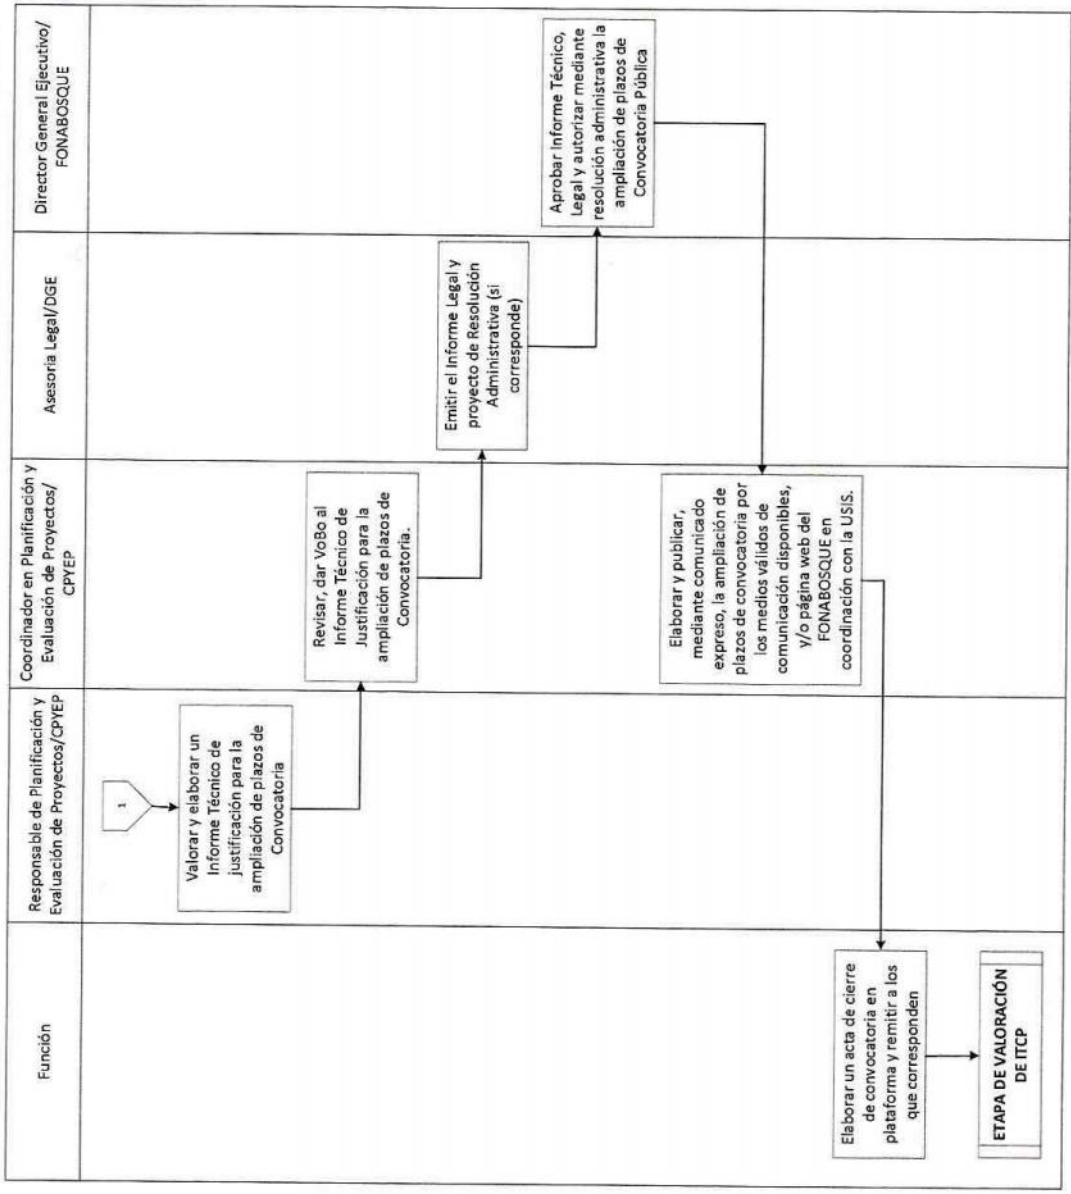 Función
Responsable de Planificación y
Evaluación de Proyectos/CPYEP
Coordinador en Planificación y
Evaluación de Proyectos/
CPYEP
Asesoria Legal/DGE
Director General Ejecutivo/
FONABOSQUE
1
Valorar y elaborar un
Informe Técnico de
justificación para la
ampliación de plazos de
Convocatoria
Revisar, dar VoBo al
Informe Técnico de
Justificación para la
ampliación de plazos de
Convocatoria.
Emitir el Informe Legal y
proyecto de Resolución
Administrativa (si
corresponde)
Aprobar Informe Técnico,
Legal y autorizar mediante
resolución administrativa la
ampliación de plazos de
Convocatoria Pública
Elaborar y publicar,
mediante comunicado
expreso, la ampliación de
plazos de convocatoria por
los medios válidos de
comunicación disponibles,
y/o página web del
FONABOSQUE en
coordinación con la USIS.
Elaborar un acta de cierre
de convocatoria en
plataforma y remitir a los
que corresponden
ETAPA DE VALORACIÓN
DE ITCP